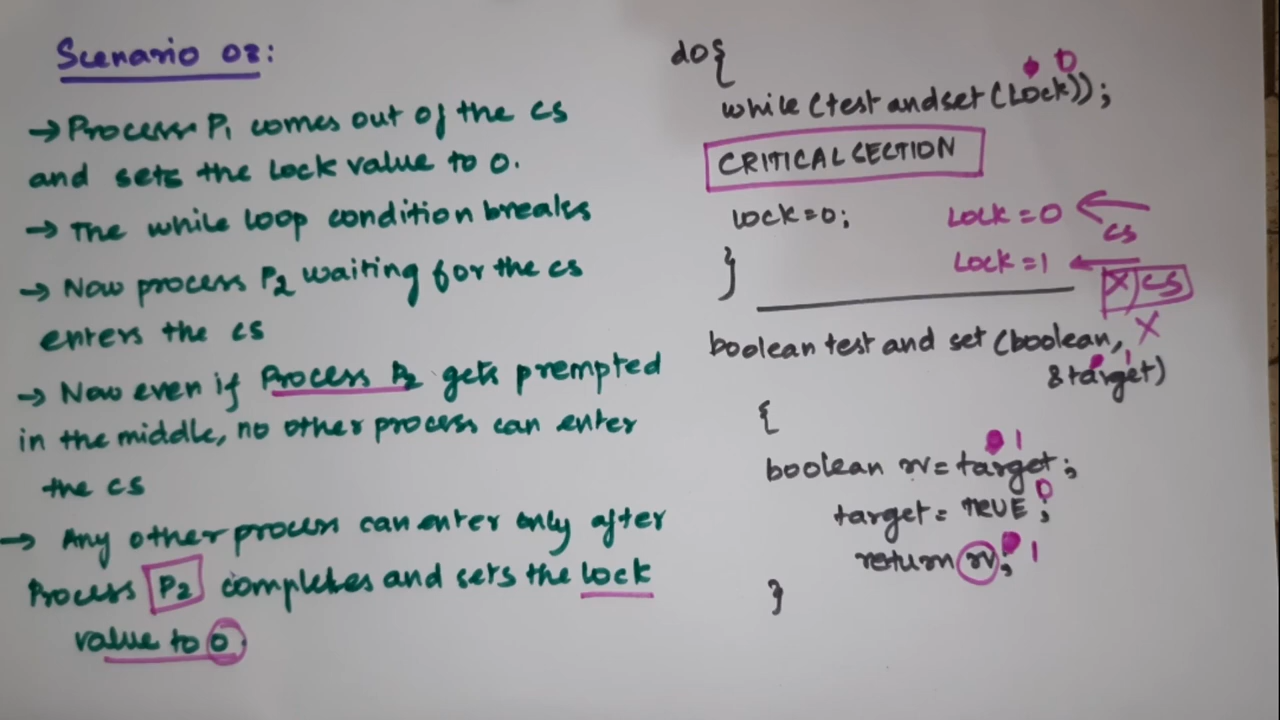 Scenario 03:
→ Process P1 comes out of the CS
and sets the Lock value to 0.
→ The while loop condition breaks
→ Now process P2 waiting for the CS
enters the CS
→ Now even if Process P2 gets prempted
in the middle, no other process can enter
the CS
→ Any other process can enter only after
Process P2 completes and sets the lock
value to 0.
do{
0
while (test and set (Lock));
CRITICAL SECTION
lock=0;
Lock = 0
CS
Lock = 1
X CS
}
X
boolean test and set (boolean,
1
&target)
{
1
boolean rv = target;
0
target = TRUE;
return rv;
1
}